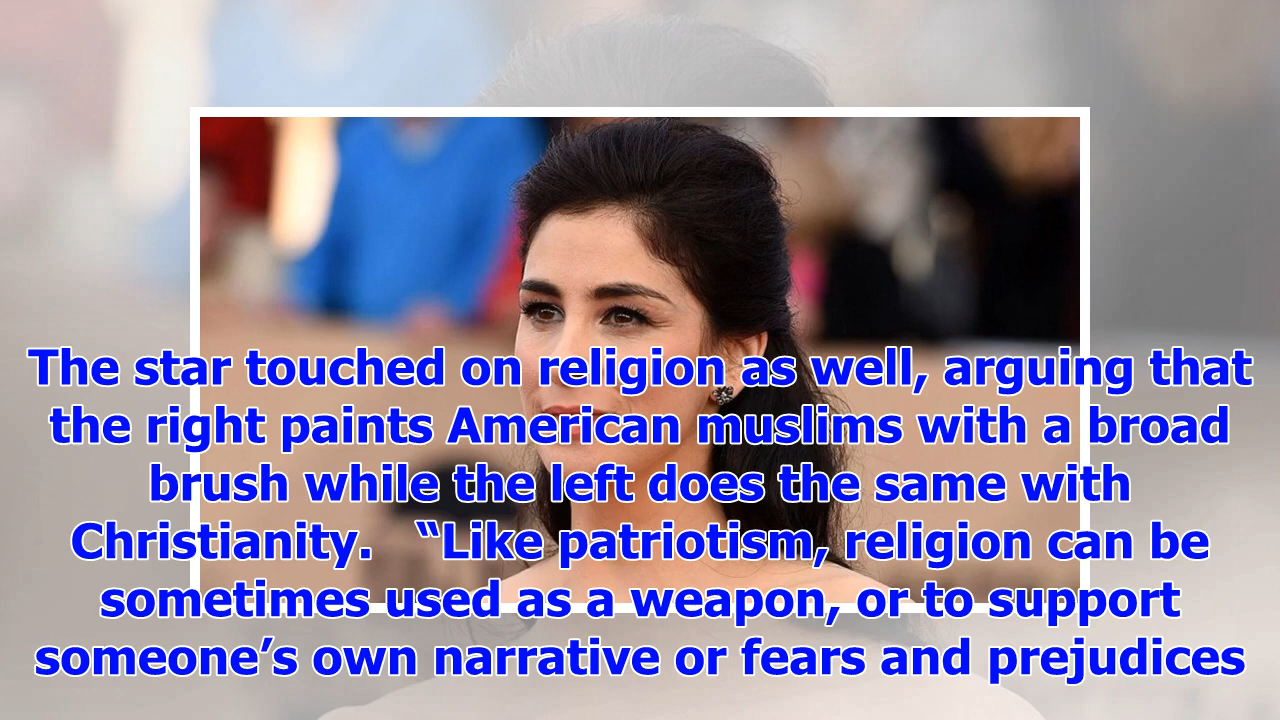 The star touched on religion as well, arguing that
the right paints American muslims with a broad
brush while the left does the same with
Christianity.   “Like patriotism, religion can be
sometimes used as a weapon, or to support
someone’s own narrative or fears and prejudices